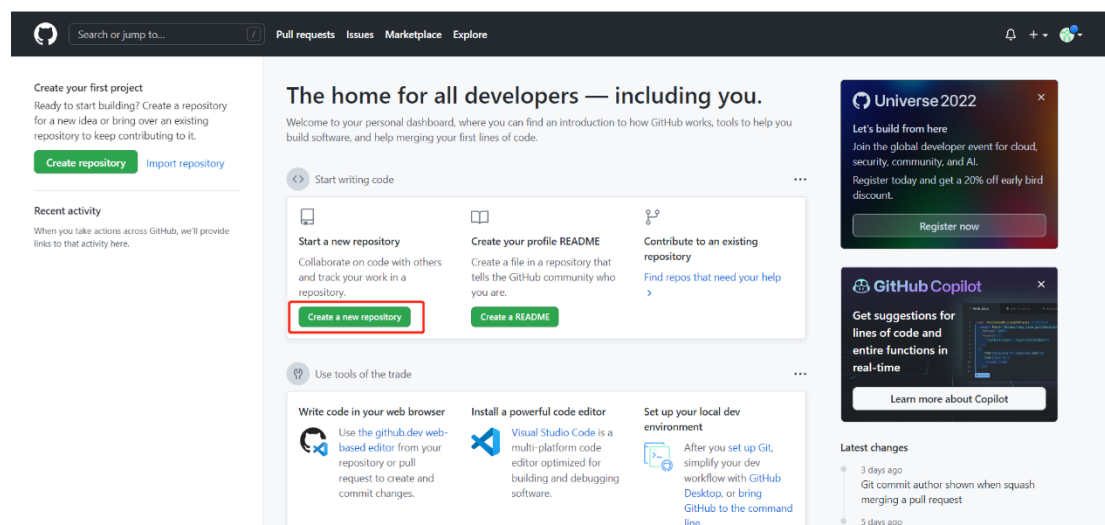 Search or jump to... /
Pull requests Issues Marketplace Explore
Create your first project
Ready to start building? Create a repository
for a new idea or bring over an existing
repository to keep contributing to it.
Create repository Import repository
Recent activity
When you take actions across GitHub, we'll provide
links to that activity here.
The home for all developers — including you.
Welcome to your personal dashboard, where you can find an introduction to how GitHub works, tools to help you
build software, and help merging your first lines of code.
Start writing code
Start a new repository
Collaborate on code with others
and track your work in a
repository.
Create a new repository
Create your profile README
Create a file in a repository that
tells the GitHub community who
you are.
Create a README
Contribute to an existing
repository
Find repos that need your help
Use tools of the trade
Write code in your web browser
Use the github.dev web-
based editor from your
repository or pull
request to create and
commit changes.
Install a powerful code editor
Visual Studio Code is a
multi-platform code
editor optimized for
building and debugging
software.
Set up your local dev
environment
After you set up Git,
simplify your dev
workflow with GitHub
Desktop, or bring
GitHub to the command
line
Universe 2022
Let's build from here
Join the global developer event for cloud,
security, community, and AI.
Register today and get a 20% off early bird
discount.
Register now
GitHub Copilot
Get suggestions for
lines of code and
entire functions in
real-time
Learn more about Copilot
Latest changes
3 days ago
Git commit author shown when squash
merging a pull request
5 days ago